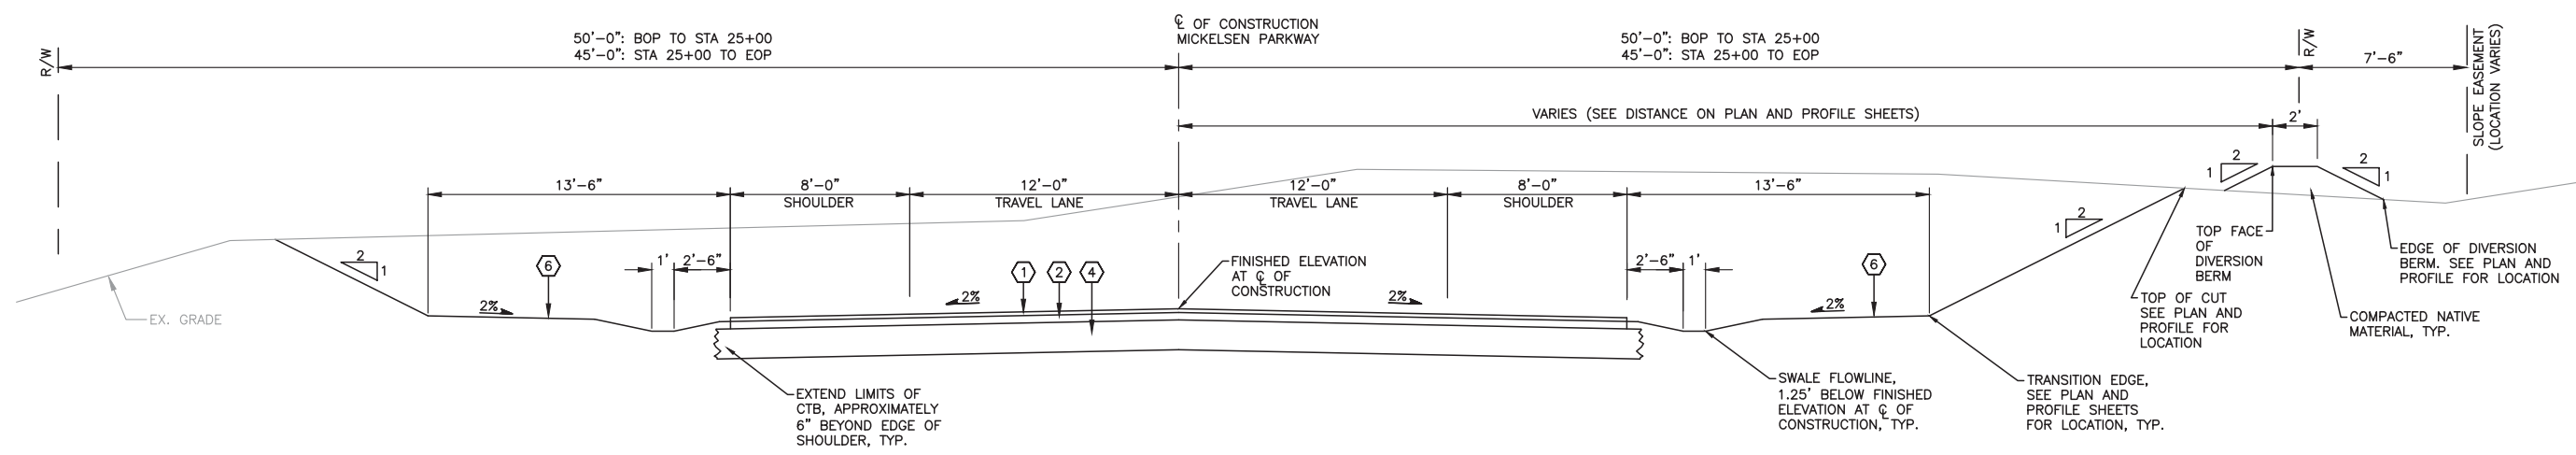 R/W
50'-0": BOP TO STA 25+00
45'-0": STA 25+00 TO EOP
℄ OF CONSTRUCTION
MICKELSEN PARKWAY
50'-0": BOP TO STA 25+00
45'-0": STA 25+00 TO EOP
R/W
7'-6"
SLOPE EASEMENT
(LOCATION VARIES)
VARIES (SEE DISTANCE ON PLAN AND PROFILE SHEETS)
2'
13'-6"
8'-0"
SHOULDER
12'-0"
TRAVEL LANE
12'-0"
TRAVEL LANE
8'-0"
SHOULDER
13'-6"
2
1
2
1
2
1
2
1
6
1'
2'-6"
1
2
4
FINISHED ELEVATION
AT ℄ OF
CONSTRUCTION
2'-6"
1'
6
2%
2%
2%
2%
EX. GRADE
TOP FACE
OF
DIVERSION
BERM
EDGE OF DIVERSION
BERM. SEE PLAN AND
PROFILE FOR LOCATION
TOP OF CUT
SEE PLAN AND
PROFILE FOR
LOCATION
COMPACTED NATIVE
MATERIAL, TYP.
EXTEND LIMITS OF
CTB, APPROXIMATELY
6" BEYOND EDGE OF
SHOULDER, TYP.
SWALE FLOWLINE,
1.25' BELOW FINISHED
ELEVATION AT ℄ OF
CONSTRUCTION, TYP.
TRANSITION EDGE,
SEE PLAN AND
PROFILE SHEETS
FOR LOCATION, TYP.